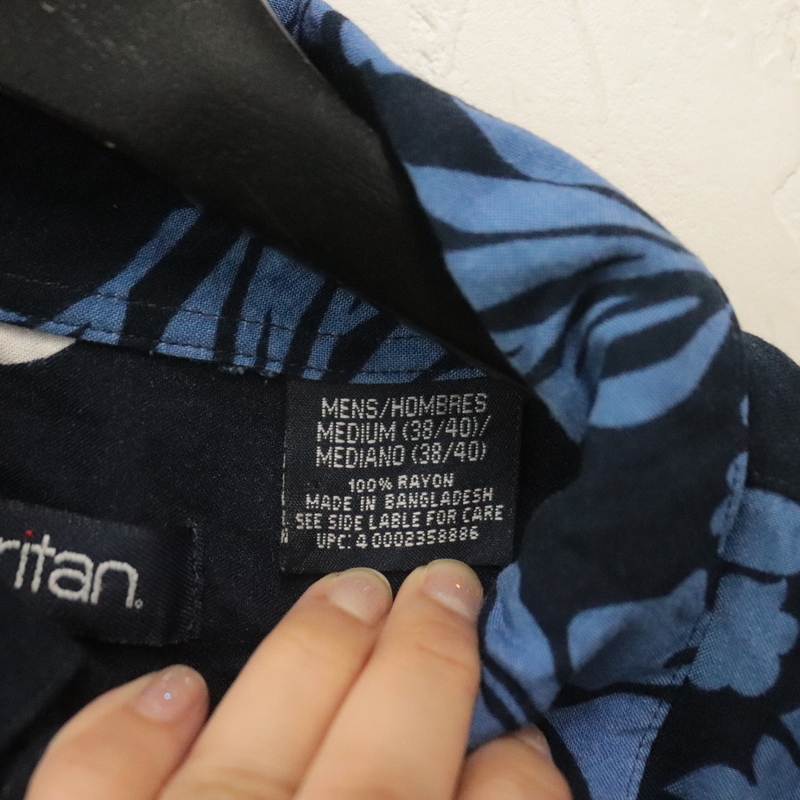 MENS/HOMBRES
MEDIUM (38/40)/
MEDIANO (38/40)
100% RAYON
MADE IN BANGLADESH
SEE SIDE LABLE FOR CARE
UPC: 4 0002358886
ritan.